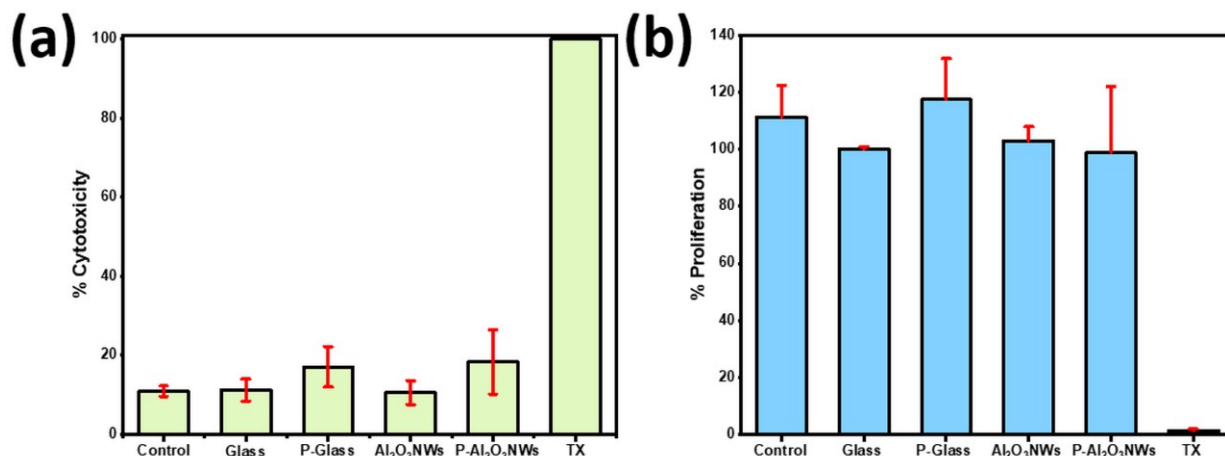 (a)
% Cytotoxicity
100
80
60
40
20
0
Control Glass P-Glass Al₂O₃NWs P-Al₂O₃NWs TX
(b)
% Proliferation
140
120
100
80
60
40
20
0
Control Glass P-Glass Al₂O₃NWs P-Al₂O₃NWs TX